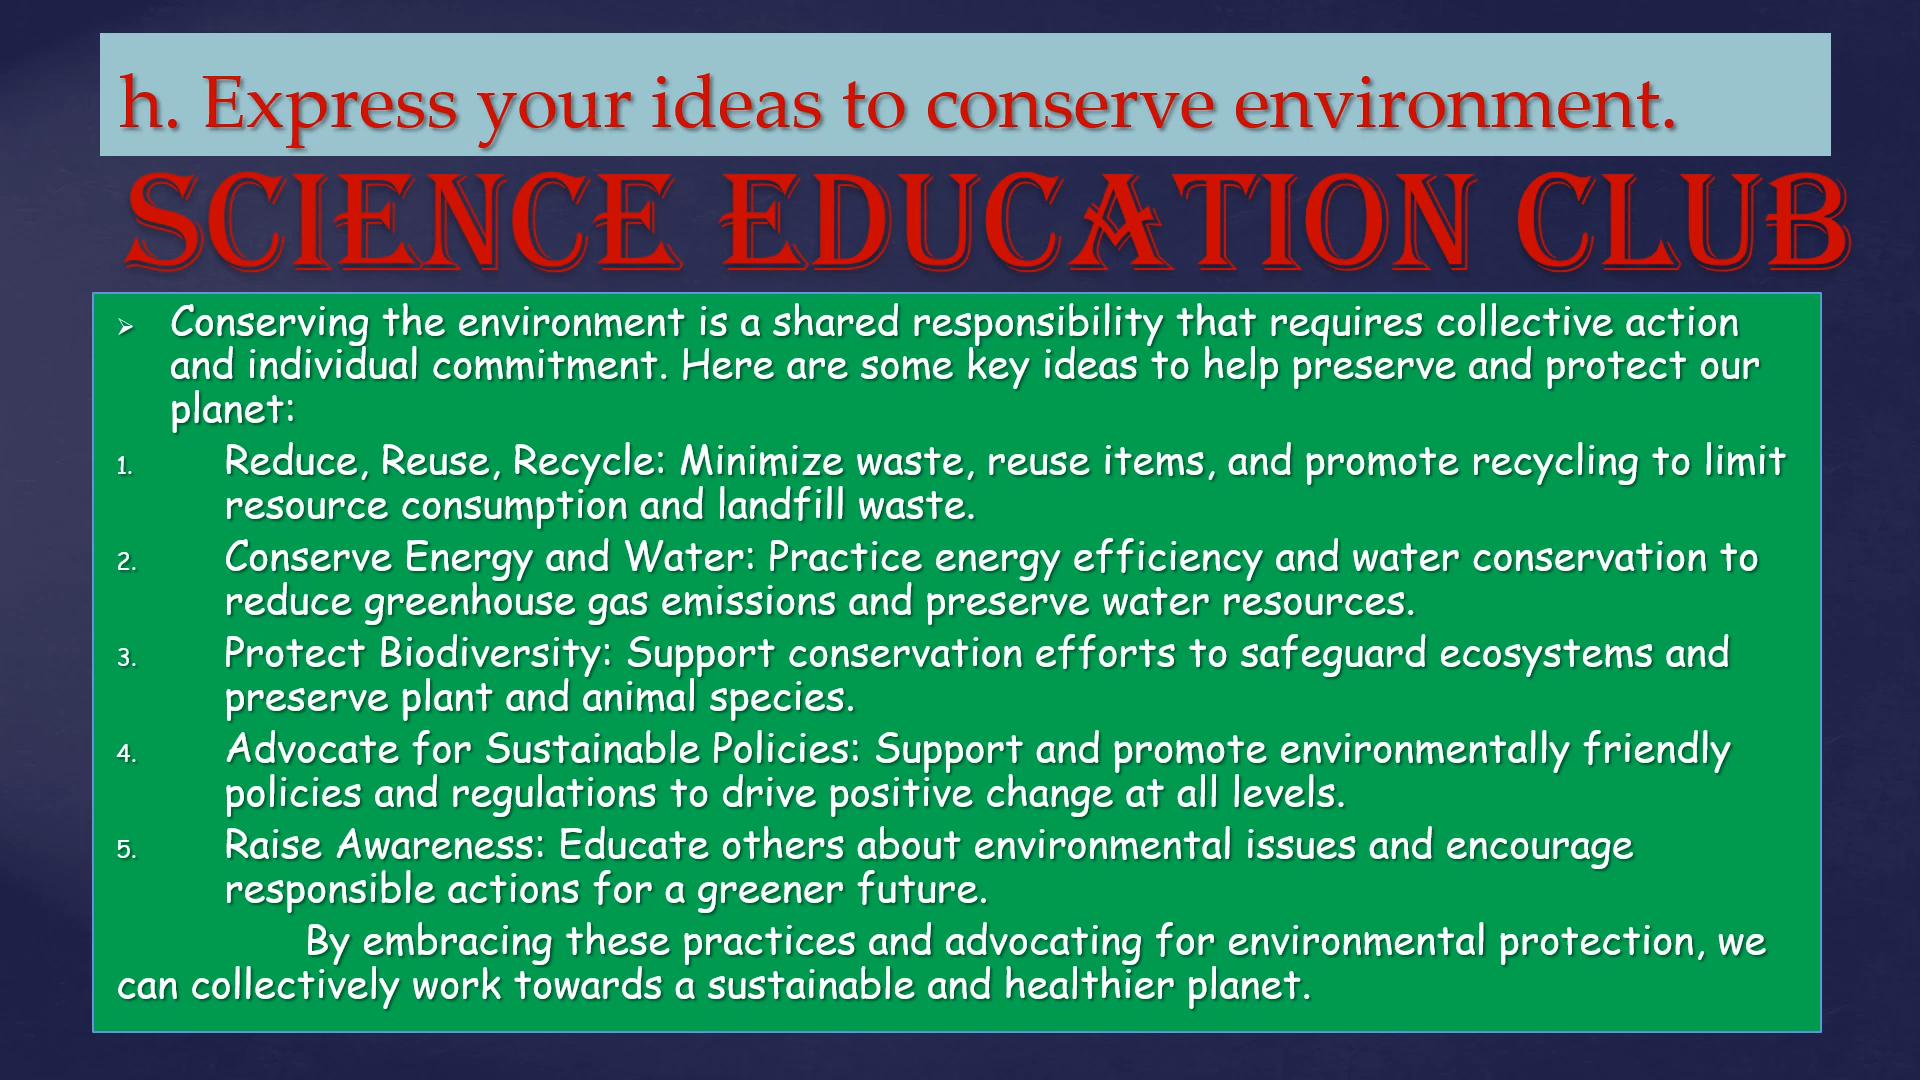 h. Express your ideas to conserve environment.
SCIENCE EDUCATION CLUB
➢ Conserving the environment is a shared responsibility that requires collective action
and individual commitment. Here are some key ideas to help preserve and protect our
planet:
1. Reduce, Reuse, Recycle: Minimize waste, reuse items, and promote recycling to limit
resource consumption and landfill waste.
2. Conserve Energy and Water: Practice energy efficiency and water conservation to
reduce greenhouse gas emissions and preserve water resources.
3. Protect Biodiversity: Support conservation efforts to safeguard ecosystems and
preserve plant and animal species.
4. Advocate for Sustainable Policies: Support and promote environmentally friendly
policies and regulations to drive positive change at all levels.
5. Raise Awareness: Educate others about environmental issues and encourage
responsible actions for a greener future.
By embracing these practices and advocating for environmental protection, we
can collectively work towards a sustainable and healthier planet.